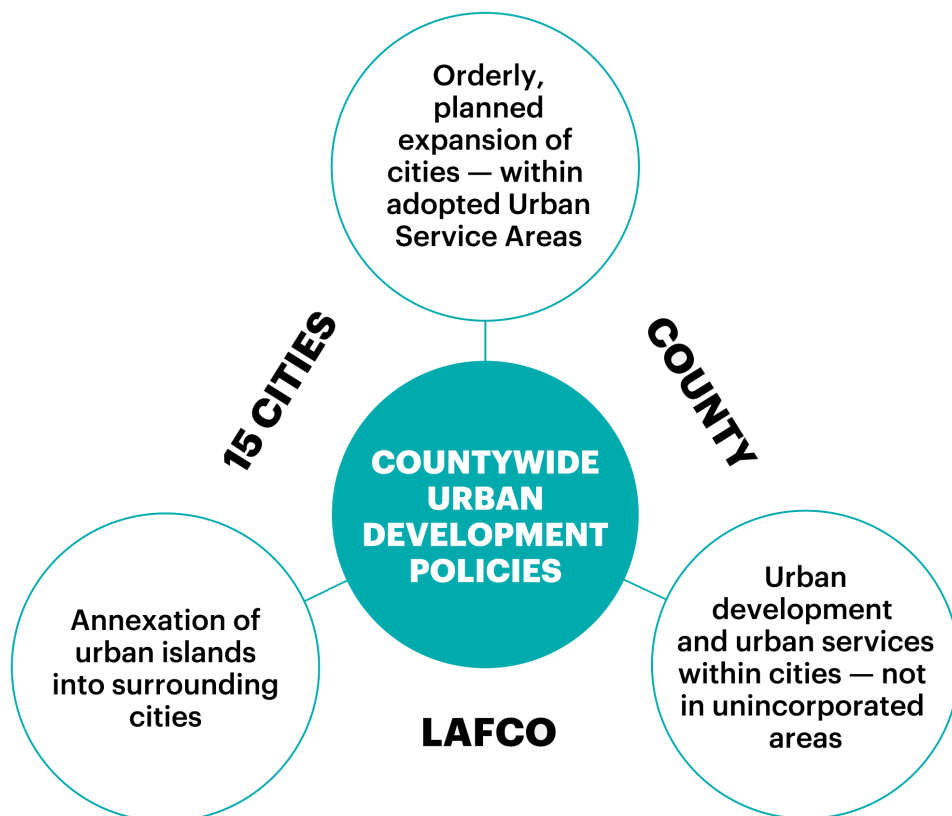 Orderly,
planned
expansion of
cities — within
adopted Urban
Service Areas
15 CITIES
COUNTY
COUNTYWIDE
URBAN
DEVELOPMENT
POLICIES
Annexation of
urban islands
into surrounding
cities
Urban
development
and urban services
within cities — not
in unincorporated
areas
LAFCO